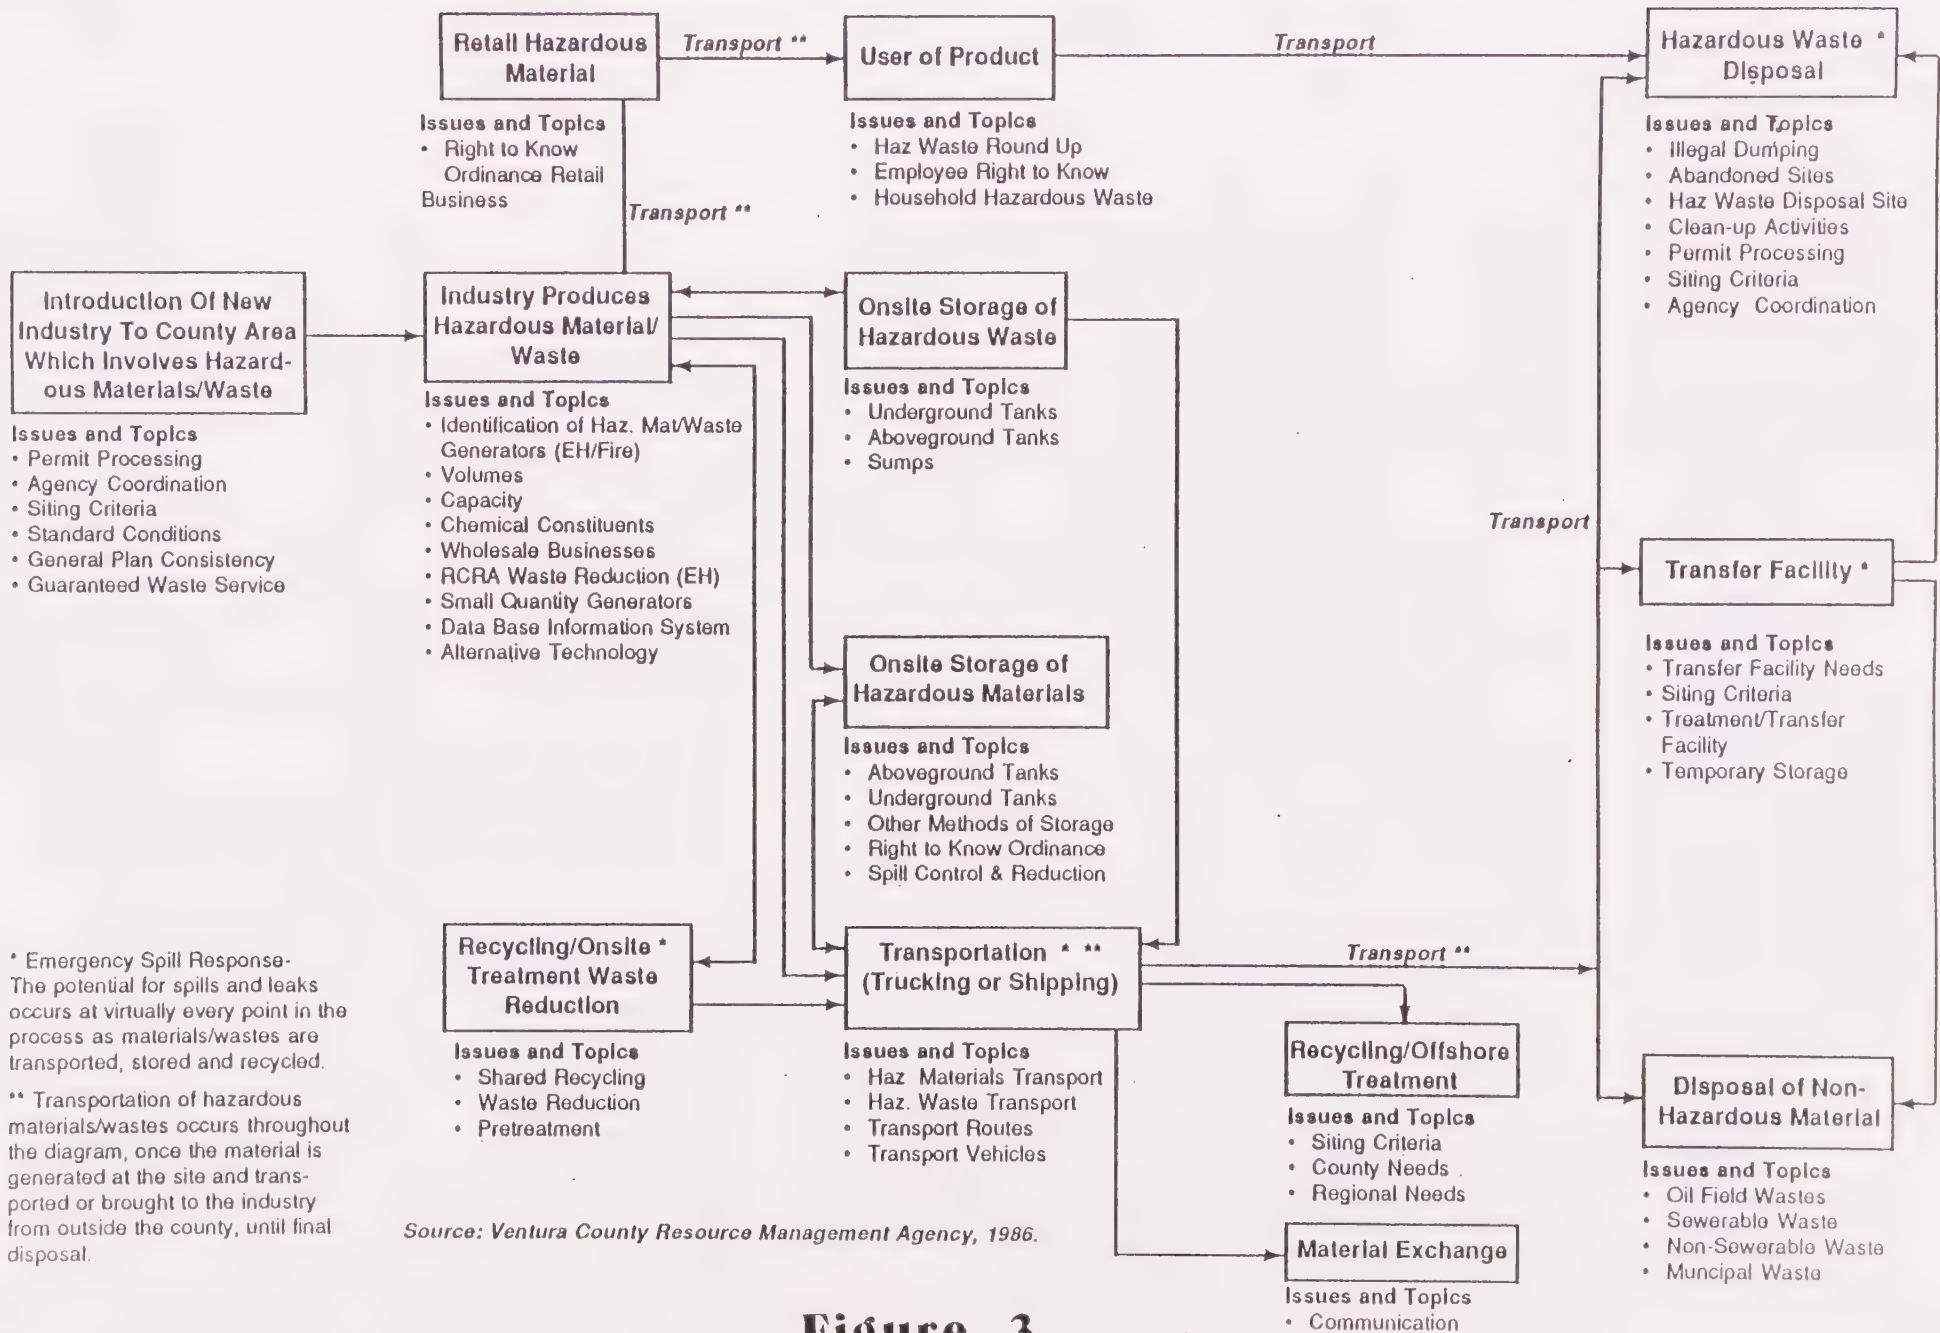 Retail Hazardous
Material
Transport **
User of Product
Transport
Hazardous Waste *
Disposal
Issues and Topics
• Right to Know
Ordinance Retail
Business
Transport **
Issues and Topics
• Haz Waste Round Up
• Employee Right to Know
• Household Hazardous Waste
Issues and Topics
• Illegal Dumping
• Abandoned Sites
• Haz Waste Disposal Site
• Clean-up Activities
• Permit Processing
• Siting Criteria
• Agency Coordination
Introduction Of New
Industry To County Area
Which Involves Hazard-
ous Materials/Waste
Issues and Topics
• Permit Processing
• Agency Coordination
• Siting Criteria
• Standard Conditions
• General Plan Consistency
• Guaranteed Waste Service
Industry Produces
Hazardous Material/
Waste
Issues and Topics
• Identification of Haz. Mat/Waste
Generators (EH/Fire)
• Volumes
• Capacity
• Chemical Constituents
• Wholesale Businesses
• RCRA Waste Reduction (EH)
• Small Quantity Generators
• Data Base Information System
• Alternative Technology
Onsite Storage of
Hazardous Waste
Issues and Topics
• Underground Tanks
• Aboveground Tanks
• Sumps
Transport
Transfer Facility *
Issues and Topics
• Transfer Facility Needs
• Siting Criteria
• Treatment/Transfer
Facility
• Temporary Storage
Onsite Storage of
Hazardous Materials
Issues and Topics
• Aboveground Tanks
• Underground Tanks
• Other Methods of Storage
• Right to Know Ordinance
• Spill Control & Reduction
* Emergency Spill Response-
The potential for spills and leaks
occurs at virtually every point in the
process as materials/wastes are
transported, stored and recycled.
** Transportation of hazardous
materials/wastes occurs throughout
the diagram, once the material is
generated at the site and trans-
ported or brought to the industry
from outside the county, until final
disposal.
Recycling/Onsite *
Treatment Waste
Reduction
Issues and Topics
• Shared Recycling
• Waste Reduction
• Pretreatment
Transportation * **
(Trucking or Shipping)
Issues and Topics
• Haz Materials Transport
• Haz. Waste Transport
• Transport Routes
• Transport Vehicles
Transport **
Recycling/Offshore
Treatment
Issues and Topics
• Siting Criteria
• County Needs
• Regional Needs
Disposal of Non-
Hazardous Material
Issues and Topics
• Oil Field Wastes
• Sewerable Waste
• Non-Sewerable Waste
• Muncipal Waste
Source: Ventura County Resource Management Agency, 1986.
Material Exchange
Issues and Topics
• Communication
Figure 3